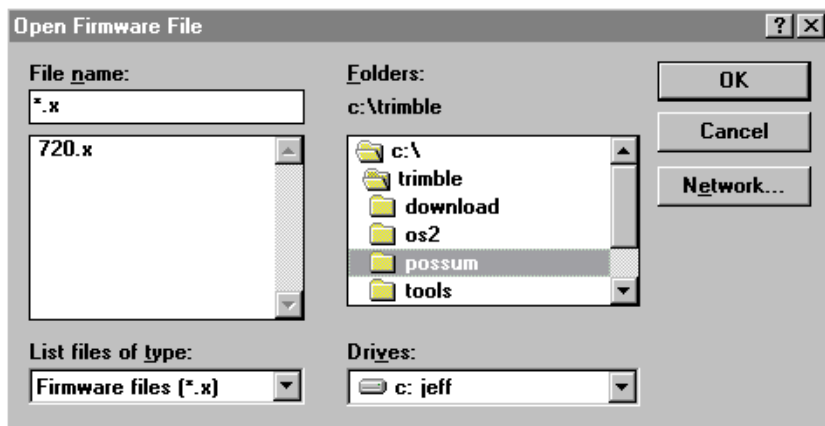 Open Firmware File
? X
File name:
*.x
720.x
List files of type:
Firmware files (*.x)
Folders:
c:\trimble
c:\
trimble
download
os2
possum
tools
Drives:
c: jeff
OK
Cancel
Network...